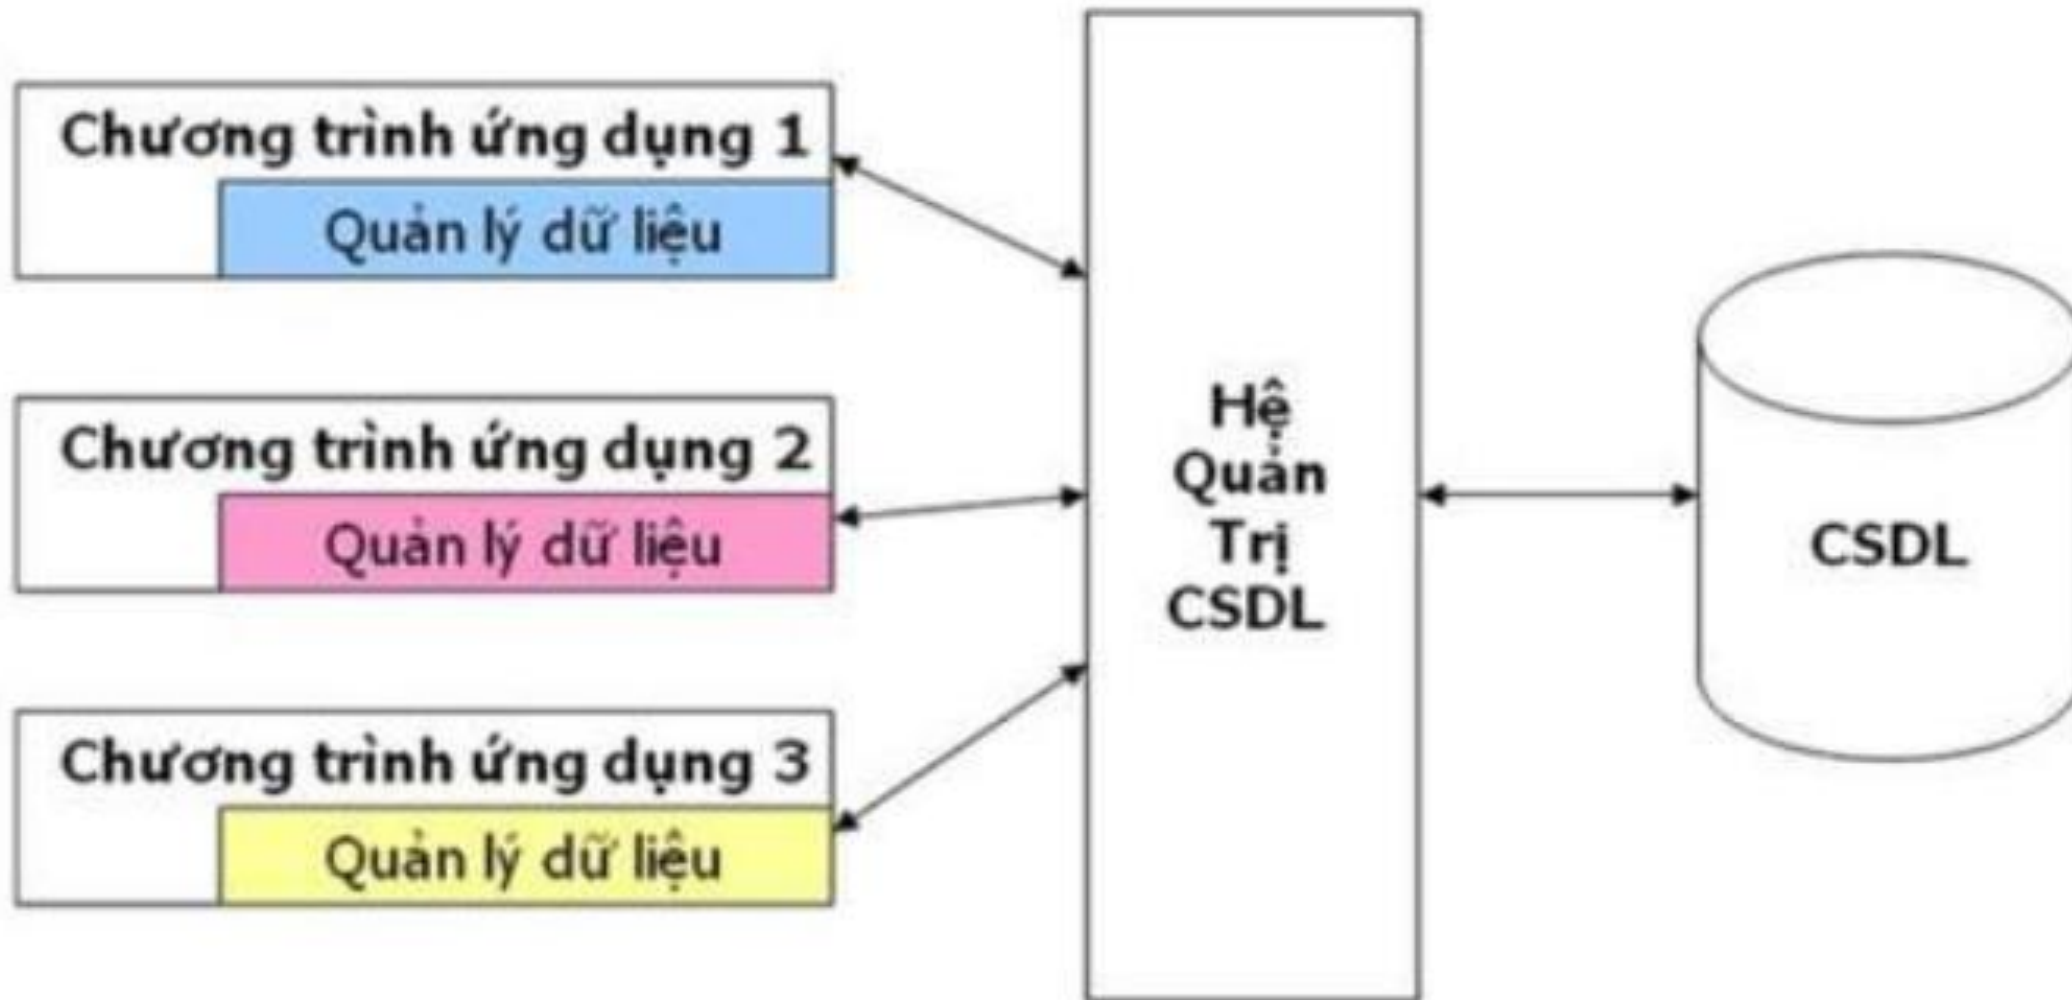 Chương trình ứng dụng 1
Quản lý dữ liệu
Chương trình ứng dụng 2
Quản lý dữ liệu
Chương trình ứng dụng 3
Quản lý dữ liệu
Hệ
Quản
Trị
CSDL
CSDL